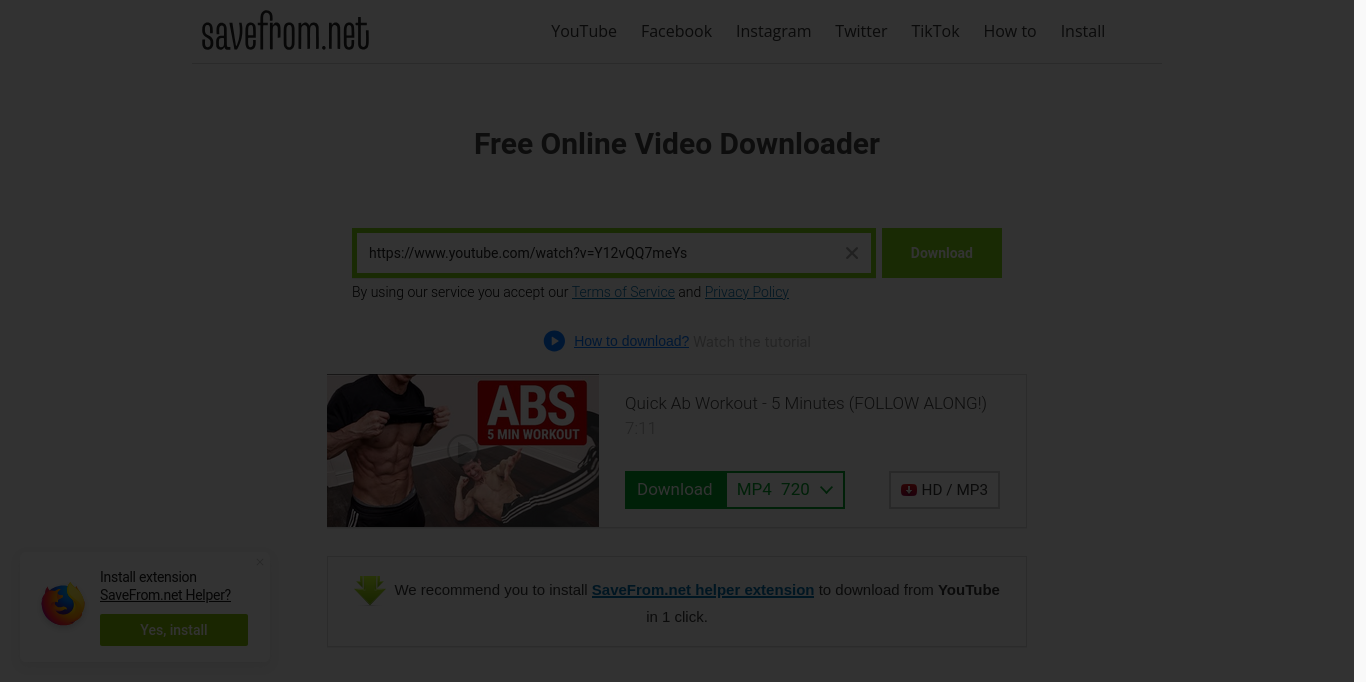 savefrom.net
YouTube Facebook Instagram Twitter TikTok How to Install
Free Online Video Downloader
https://www.youtube.com/watch?v=Y12vQQ7meYs
Download
By using our service you accept our Terms of Service and Privacy Policy
How to download? Watch the tutorial
ABS
5 MIN WORKOUT
Quick Ab Workout - 5 Minutes (FOLLOW ALONG!)
7:11
Download MP4 720
HD / MP3
Install extension
SaveFrom.net Helper?
Yes, install
We recommend you to install SaveFrom.net helper extension to download from YouTube
in 1 click.